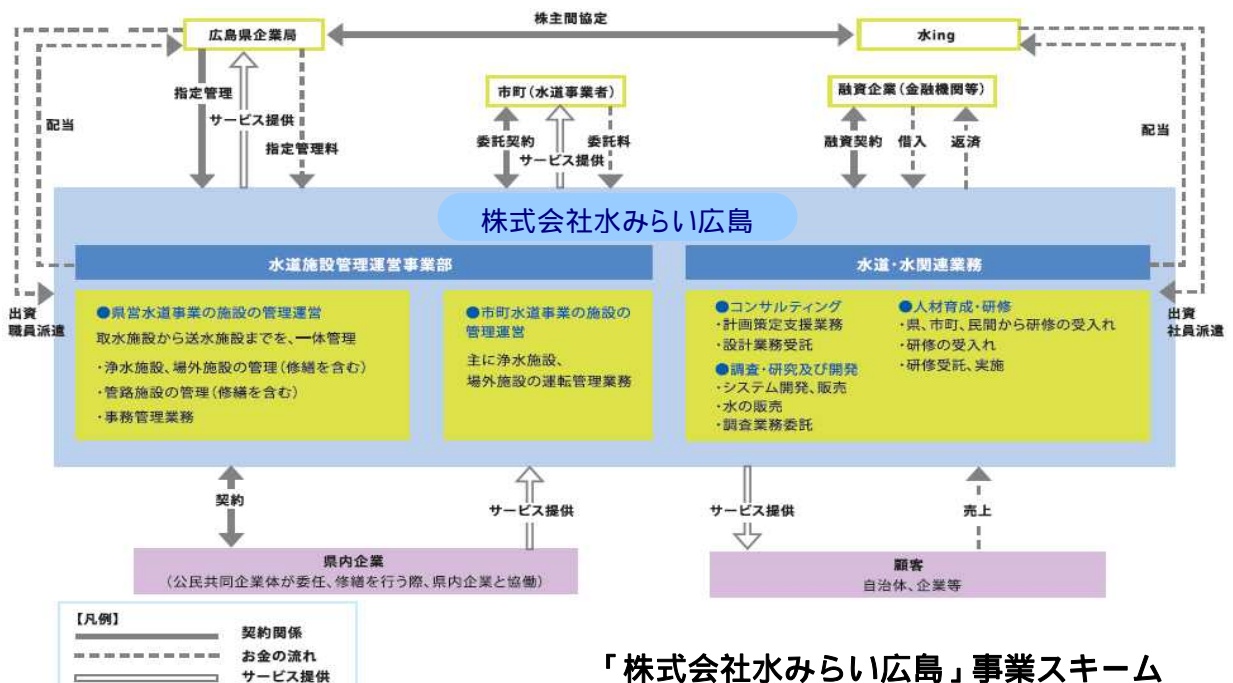 株主間協定
広島県企業局
水ing
指定管理
サービス提供
指定管理料
配当
市町(水道事業者)
委託契約
サービス提供
委託料
融資企業(金融機関等)
融資契約
借入
返済
配当
株式会社水みらい広島
水道施設管理運営事業部
水道・水関連業務
出資
職員派遣
●県営水道事業の施設の管理運営
取水施設から送水施設までを、一体管理
・浄水施設、場外施設の管理(修繕を含む)
・管路施設の管理(修繕を含む)
・事務管理業務
●市町水道事業の施設の
管理運営
主に浄水施設、
場外施設の運転管理業務
●コンサルティング
・計画策定支援業務
・設計業務受託
●調査・研究及び開発
・システム開発、販売
・水の販売
・調査業務委託
●人材育成・研修
・県、市町、民間から研修の受入れ
・研修の受入れ
・研修受託、実施
出資
社員派遣
契約
サービス提供
サービス提供
売上
県内企業
(公民共同企業体が委任、修繕を行う際、県内企業と協働)
顧客
自治体、企業等
【凡例】
契約関係
お金の流れ
サービス提供
「株式会社水みらい広島」事業スキーム